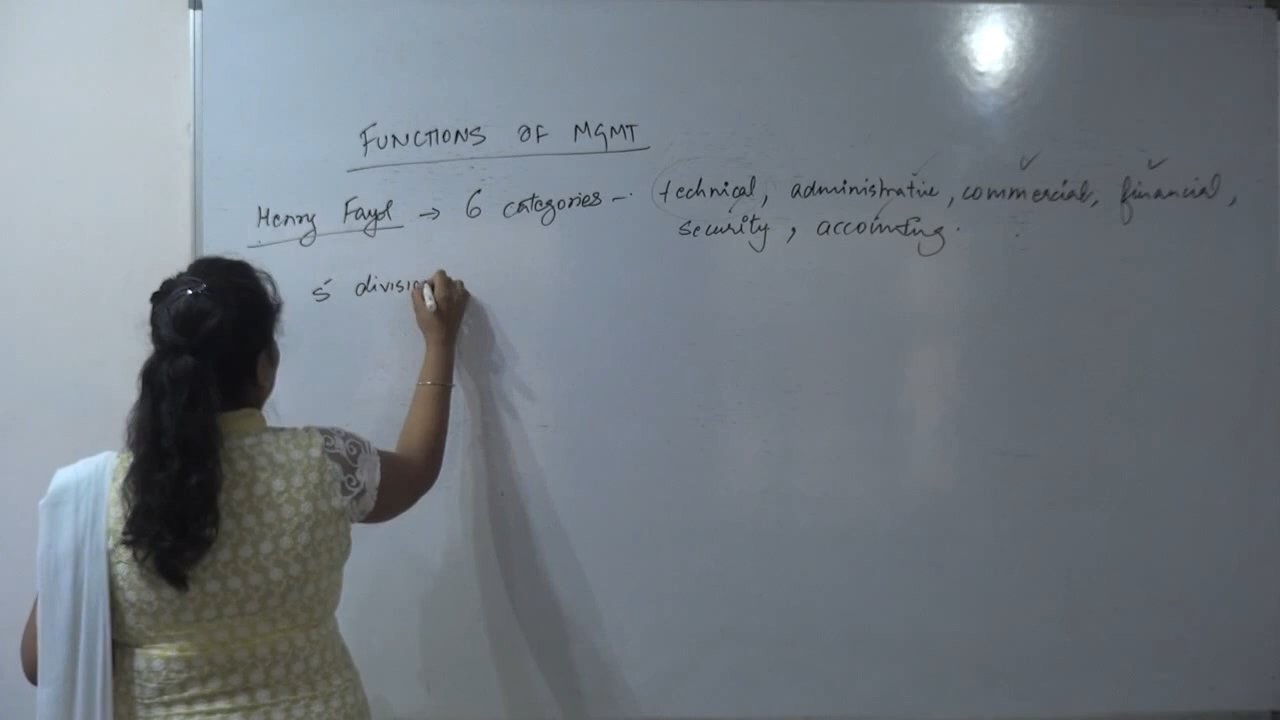 FUNCTIONS OF MGMT
Henry Fayol → 6 categories - technical, administrative, commercial, financial,
security, accounting.
5 division